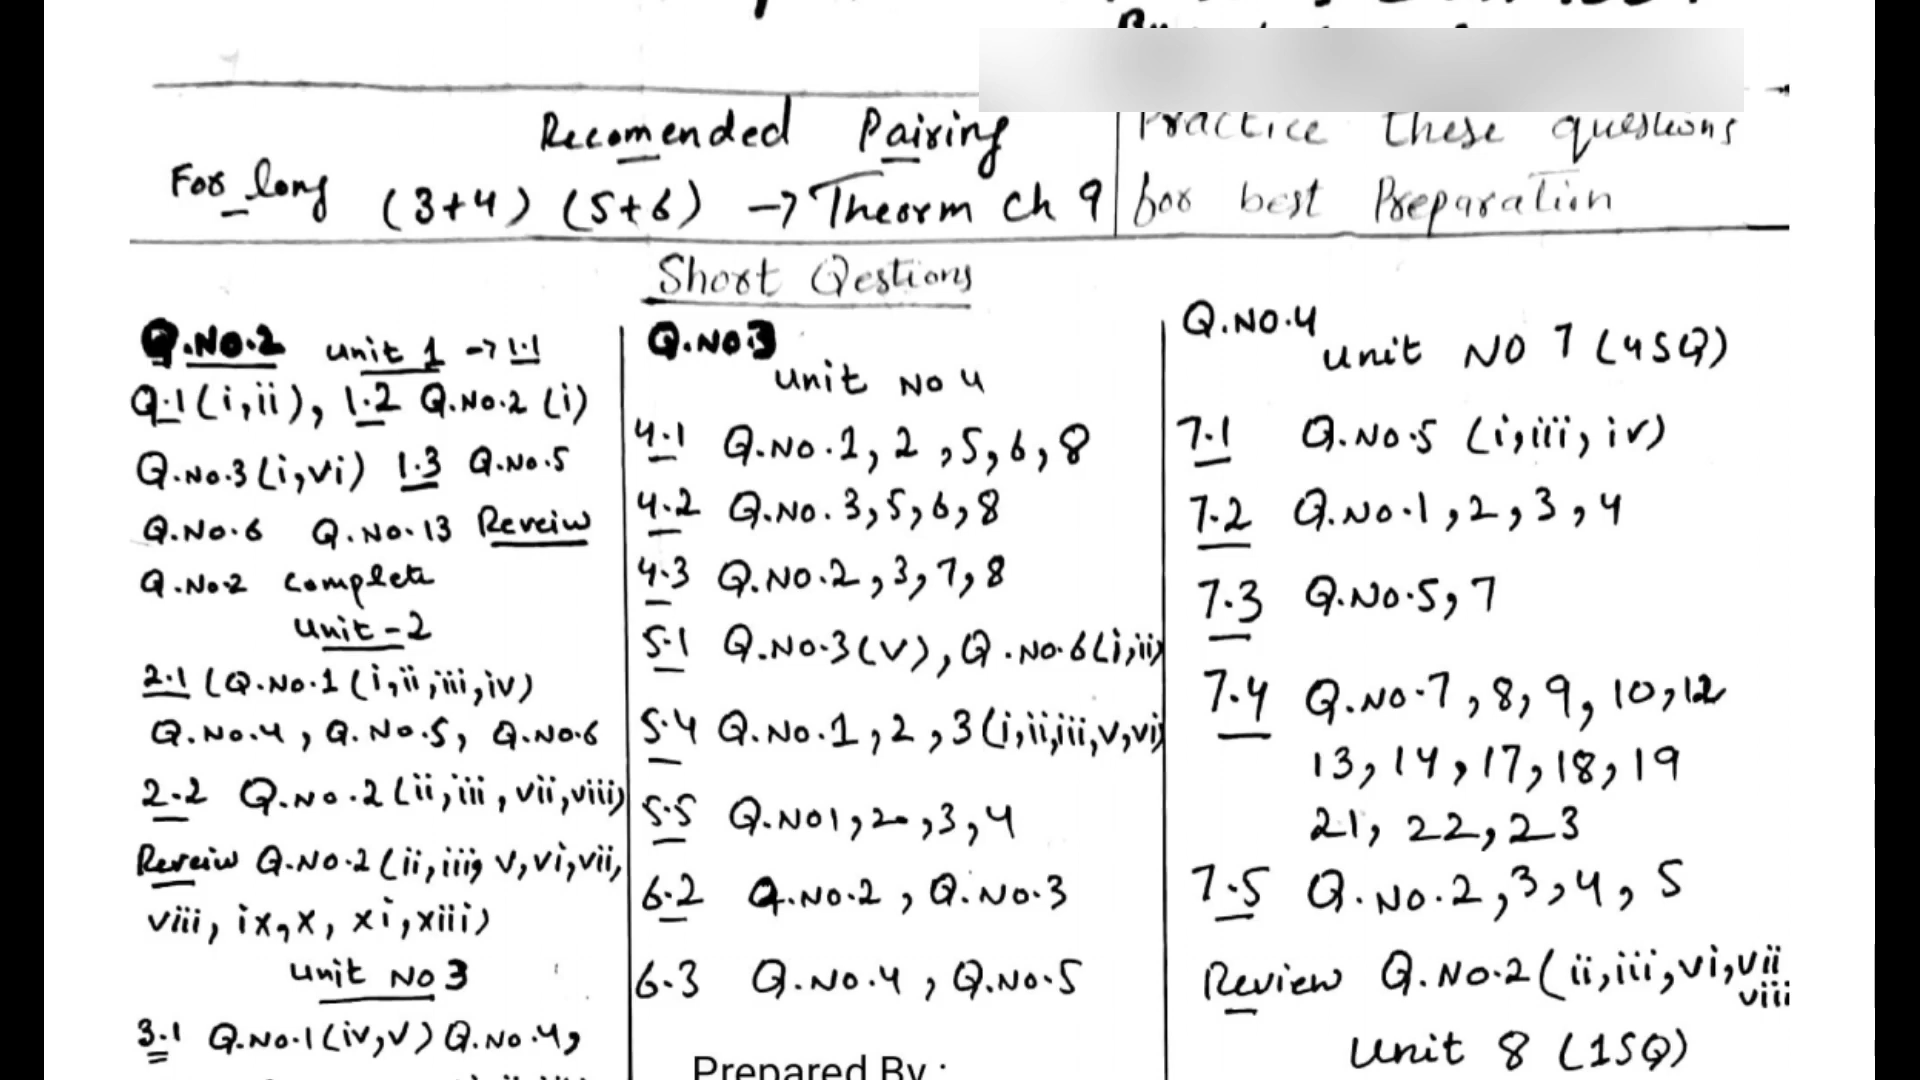 Recomended Pairing
For long (3+4) (5+6) → Theorm Ch 9
Practice these questions
for best Preparation
Short Qestions
Q.NO.2 unit 1 → 1.1
Q.1 (i,ii), 1.2 Q.NO.2 (i)
Q.NO.3 (i,vi) 1.3 Q.NO.5
Q.NO.6 Q.NO.13 Reveiw
Q.NO.2 complete
Unit-2
2.1 (Q.NO.1 (i,ii,iii,iv)
Q.NO.4, Q.NO.5, Q.NO.6
2.2 Q.NO.2 (ii,iii,vii,viii)
Reveiw Q.NO.2 (ii,iii, v,vi,vii,
viii, ix,x, xi,xiii)
Unit NO 3
3.1 Q.NO.1 (iv,v) Q.NO.4,
Q.NO.3
unit NO 4
4.1 Q.NO.1, 2, 5, 6, 8
4.2 Q.NO.3, 5, 6, 8
4.3 Q.NO.2, 3, 7, 8
5.1 Q.NO.3(v), Q.NO.6(i,ii)
5.4 Q.NO.1, 2, 3(i,ii,iii,v,vi)
5.5 Q.NO1, 2, 3, 4
6.2 Q.NO.2, Q.NO.3
6.3 Q.NO.4, Q.NO.5
Prepared By :
Q.NO.4
unit NO 7 (4SQ)
7.1 Q.NO.5 (i,iii, iv)
7.2 Q.NO.1, 2, 3, 4
7.3 Q.NO.5, 7
7.4 Q.NO.7, 8, 9, 10, 12
13, 14, 17, 18, 19
21, 22, 23
7.5 Q.NO.2, 3, 4, 5
Review Q.NO.2 (ii,iii,vi,vii
viii
Unit 8 (1SQ)